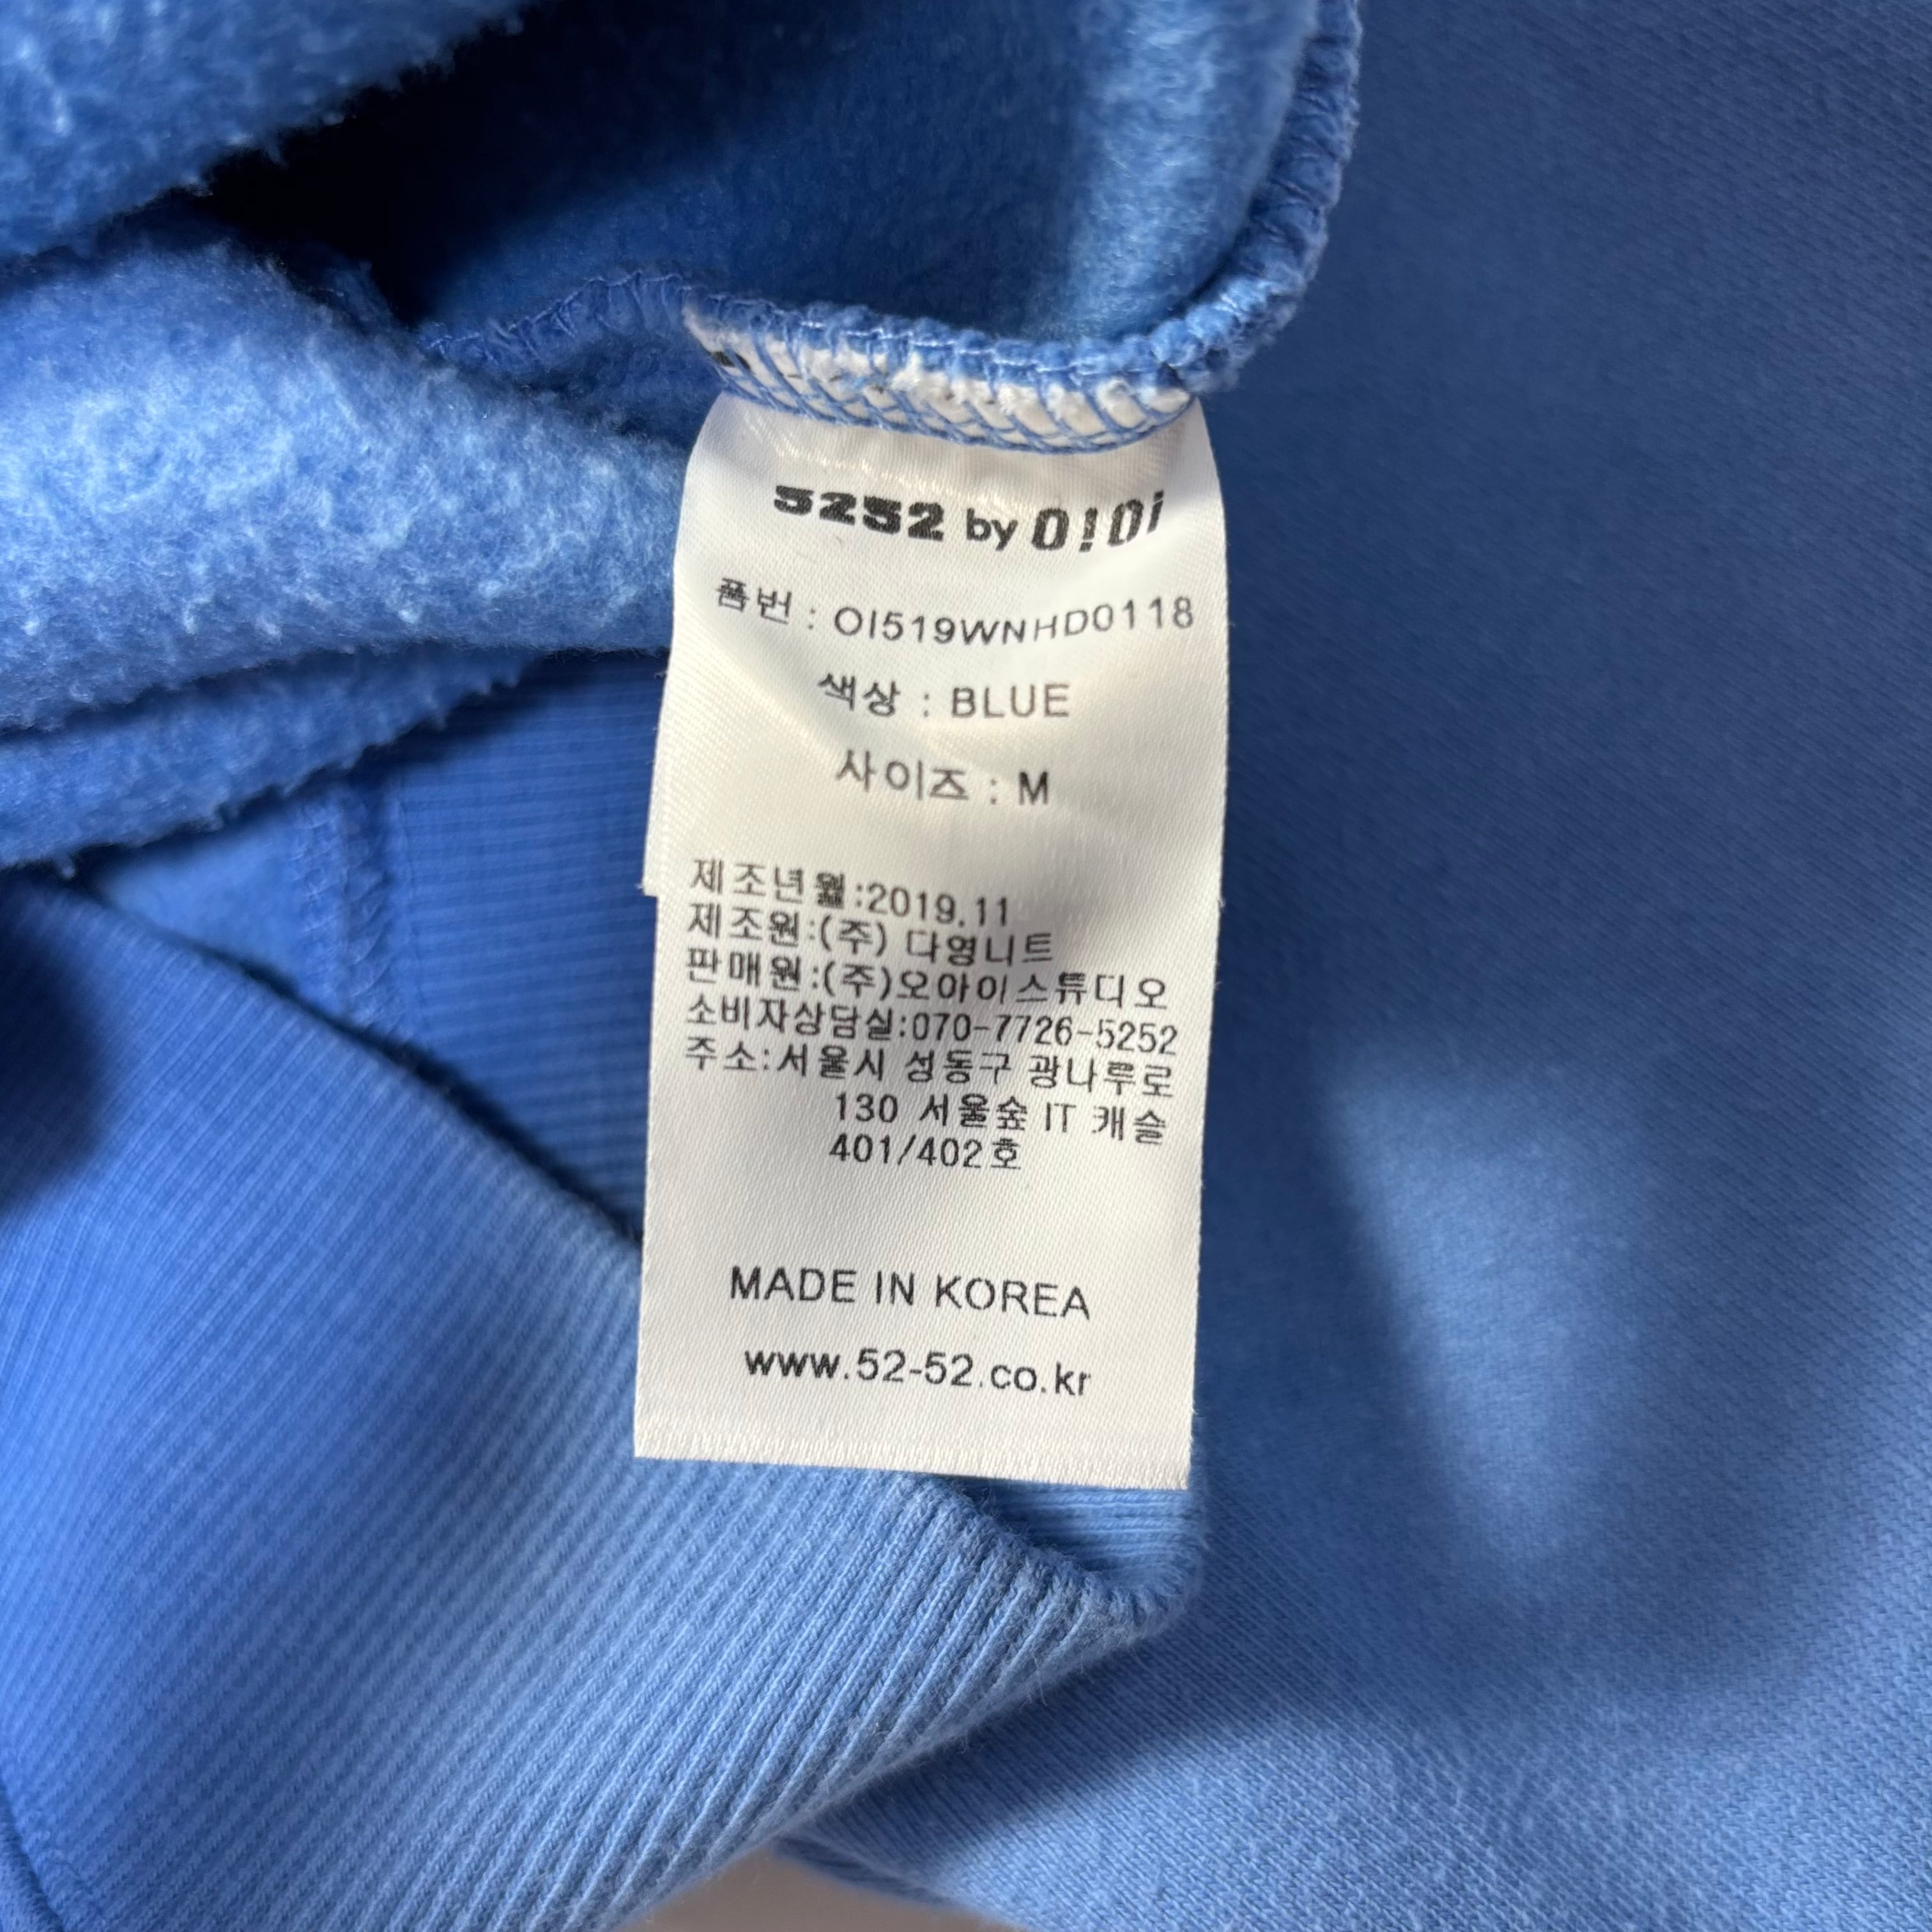 5252 by O!Oi
품번 : OI519WNHD0118
색상 : BLUE
사이즈 : M
제조년월:2019.11
제조원:(주) 다영니트
판매원:(주)오아이스튜디오
소비자상담실:070-7726-5252
주소:서울시 성동구 광나루로
130 서울숲 IT 캐슬
401/402호
MADE IN KOREA
www.52-52.co.kr